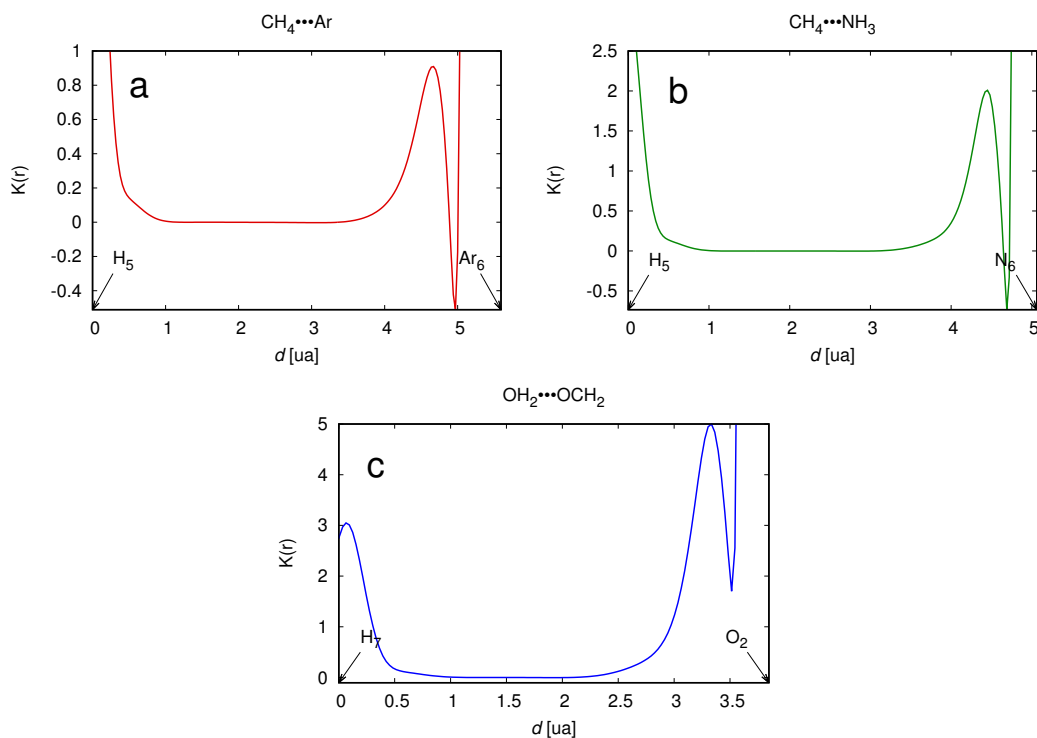 CH₄•••Ar
a
K(r)
1
0.8
0.6
0.4
0.2
0
-0.2
-0.4
H₅
Ar₆
0 1 2 3 4 5
d [ua]
CH₄•••NH₃
b
K(r)
2.5
2
1.5
1
0.5
0
-0.5
H₅
N₆
0 1 2 3 4 5
d [ua]
OH₂•••OCH₂
c
K(r)
5
4
3
2
1
0
H₇
O₂
0 0.5 1 1.5 2 2.5 3 3.5
d [ua]